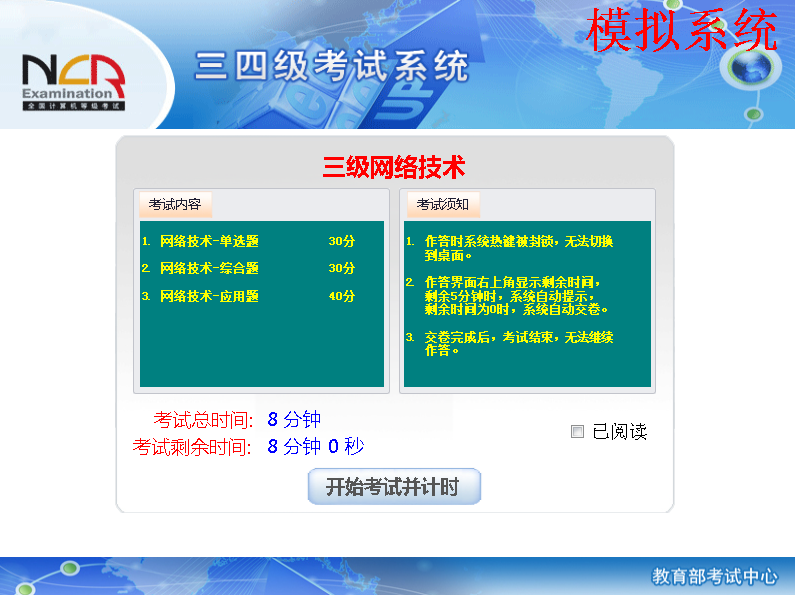 模拟系统
NCR
Examination
全国计算机等级考试
三四级考试系统
三级网络技术
考试内容
1. 网络技术-单选题 30分
2. 网络技术-综合题 30分
3. 网络技术-应用题 40分
考试须知
1. 作答时系统热键被封锁，无法切换
到桌面。
2. 作答界面右上角显示剩余时间，
剩余5分钟时，系统自动提示，
剩余时间为0时，系统自动交卷。
3. 交卷完成后，考试结束，无法继续
作答。
考试总时间: 8 分钟
考试剩余时间: 8 分钟 0 秒
已阅读
开始考试并计时
教育部考试中心